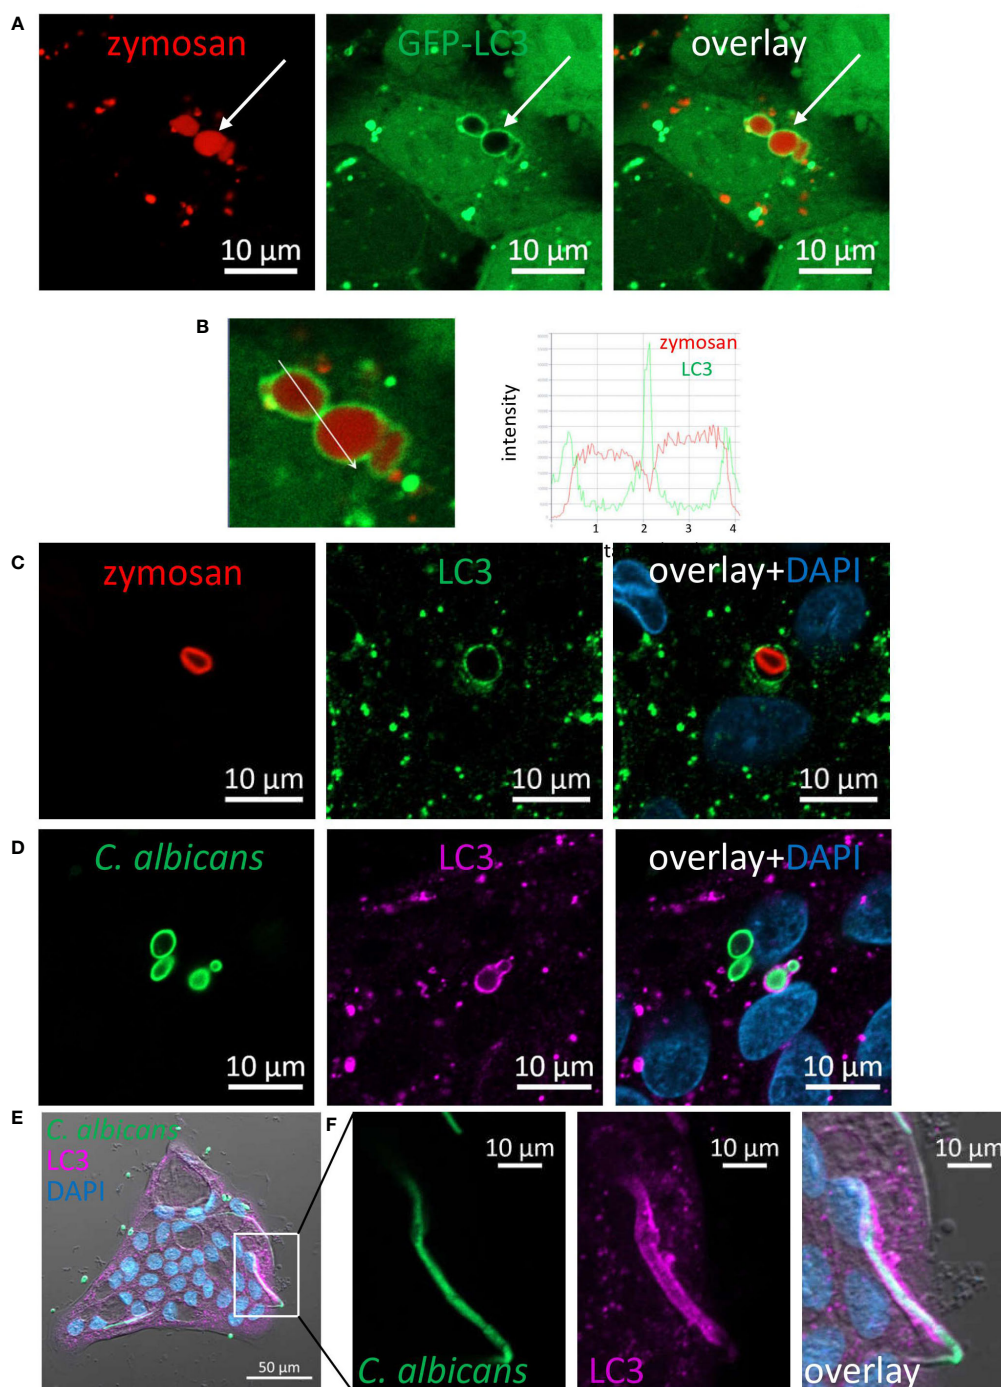 A
zymosan
GFP-LC3
overlay
10 µm
10 µm
10 µm
B
zymosan
LC3
intensity
1 2 3 4
C
zymosan
LC3
overlay+DAPI
10 µm
10 µm
10 µm
D
C. albicans
LC3
overlay+DAPI
10 µm
10 µm
10 µm
E
C. albicans
LC3
DAPI
50 µm
F
10 µm
10 µm
10 µm
C. albicans
LC3
overlay